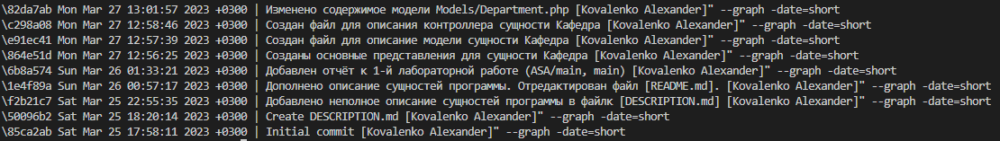 \82da7ab Mon Mar 27 13:01:57 2023 +0300 | Изменено содержимое модели Models/Department.php [Kovalenko Alexander]" --graph -date=short
\c298a08 Mon Mar 27 12:58:46 2023 +0300 | Создан файл для описания контроллера сущности Кафедра [Kovalenko Alexander]" --graph -date=short
\e91ec41 Mon Mar 27 12:57:39 2023 +0300 | Создан файл для описание модели сущности Кафедра [Kovalenko Alexander]" --graph -date=short
\864e51d Mon Mar 27 12:56:25 2023 +0300 | Созданы основные представления для сущности Кафедра [Kovalenko Alexander]" --graph -date=short
\6b8a574 Sun Mar 26 01:33:21 2023 +0300 | Добавлен отчёт к 1-й лабораторной работе (ASA/main, main) [Kovalenko Alexander]" --graph -date=short
\1e4f89a Sun Mar 26 00:57:17 2023 +0300 | Дополнено описание сущностей программы. Отредактирован файл [README.md]. [Kovalenko Alexander]" --graph -date=short
\f2b21c7 Sat Mar 25 22:55:35 2023 +0300 | Добавлено неполное описание сущностей программы в файлк [DESCRIPTION.md] [Kovalenko Alexander]" --graph -date=short
\50096b2 Sat Mar 25 18:20:14 2023 +0300 | Create DESCRIPTION.md [Kovalenko Alexander]" --graph -date=short
\85ca2ab Sat Mar 25 17:58:11 2023 +0300 | Initial commit [Kovalenko Alexander]" --graph -date=short